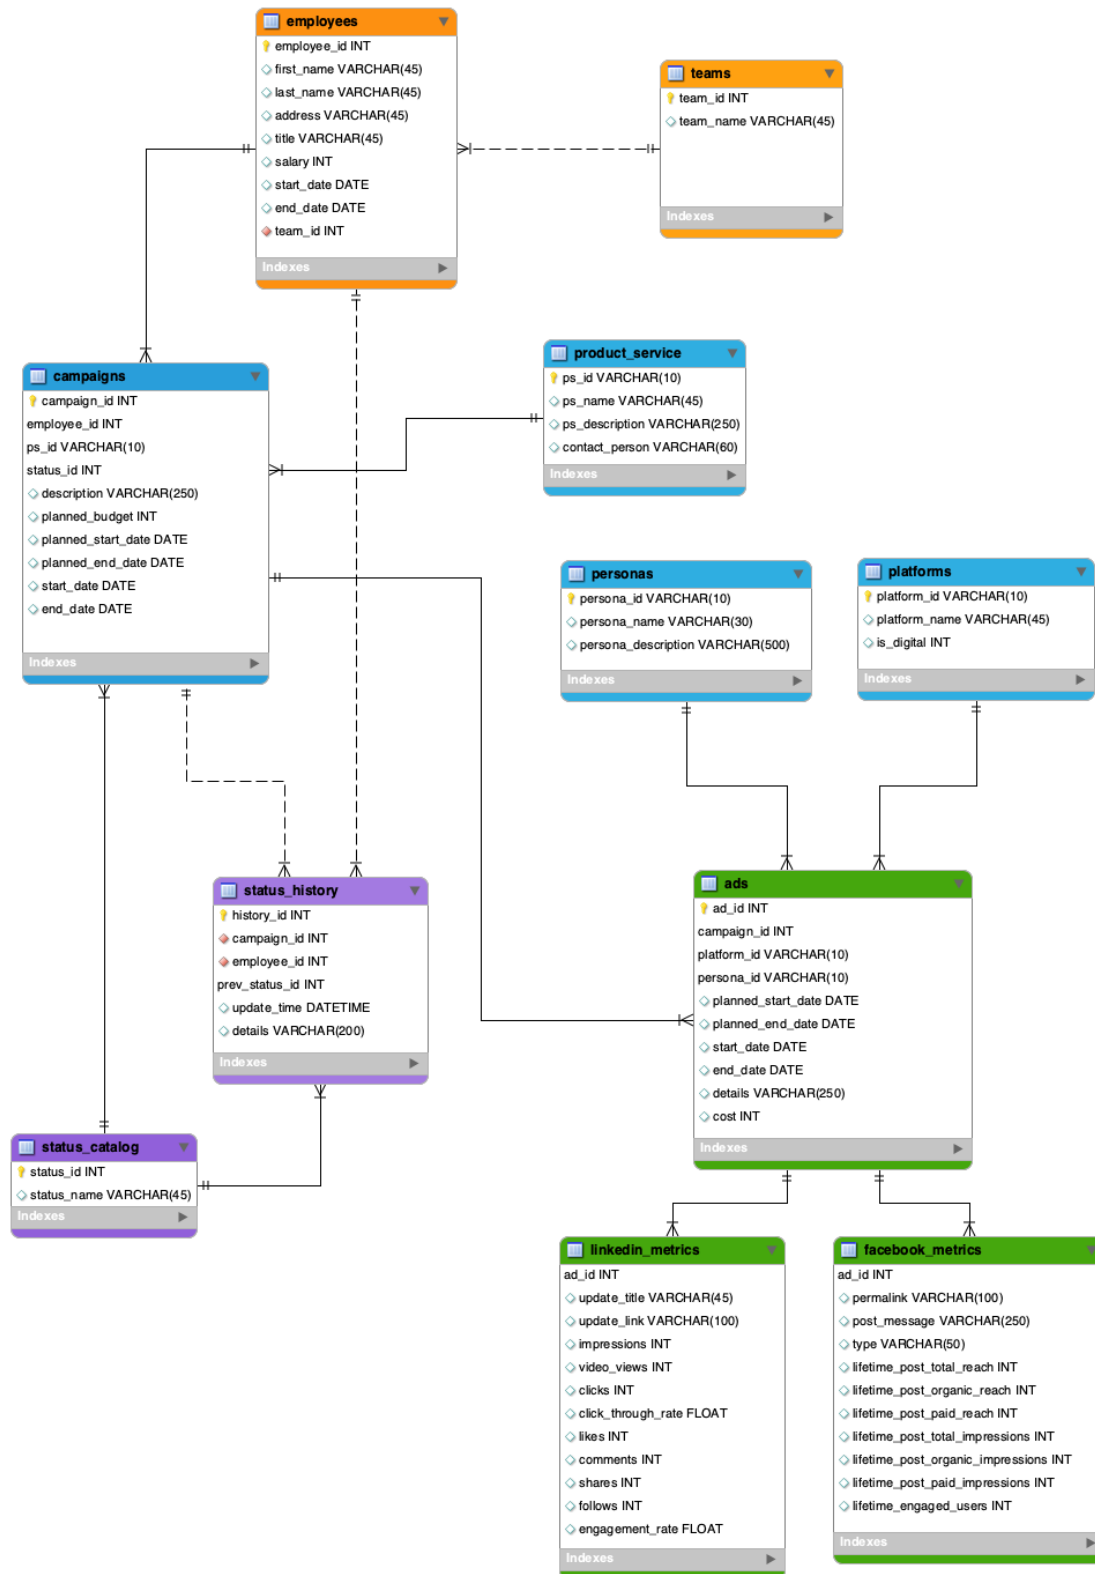 employees
employee_id INT
first_name VARCHAR(45)
last_name VARCHAR(45)
address VARCHAR(45)
title VARCHAR(45)
salary INT
start_date DATE
end_date DATE
team_id INT
Indexes
teams
team_id INT
team_name VARCHAR(45)
Indexes
campaigns
campaign_id INT
employee_id INT
ps_id VARCHAR(10)
status_id INT
description VARCHAR(250)
planned_budget INT
planned_start_date DATE
planned_end_date DATE
start_date DATE
end_date DATE
Indexes
product_service
ps_id VARCHAR(10)
ps_name VARCHAR(45)
ps_description VARCHAR(250)
contact_person VARCHAR(60)
Indexes
personas
persona_id VARCHAR(10)
persona_name VARCHAR(30)
persona_description VARCHAR(500)
Indexes
platforms
platform_id VARCHAR(10)
platform_name VARCHAR(45)
is_digital INT
Indexes
status_history
history_id INT
campaign_id INT
employee_id INT
prev_status_id INT
update_time DATETIME
details VARCHAR(200)
Indexes
ads
ad_id INT
campaign_id INT
platform_id VARCHAR(10)
persona_id VARCHAR(10)
planned_start_date DATE
planned_end_date DATE
start_date DATE
end_date DATE
details VARCHAR(250)
cost INT
Indexes
status_catalog
status_id INT
status_name VARCHAR(45)
Indexes
linkedin_metrics
ad_id INT
update_title VARCHAR(45)
update_link VARCHAR(100)
impressions INT
video_views INT
clicks INT
click_through_rate FLOAT
likes INT
comments INT
shares INT
follows INT
engagement_rate FLOAT
Indexes
facebook_metrics
ad_id INT
permalink VARCHAR(100)
post_message VARCHAR(250)
type VARCHAR(50)
lifetime_post_total_reach INT
lifetime_post_organic_reach INT
lifetime_post_paid_reach INT
lifetime_post_total_impressions INT
lifetime_post_organic_impressions INT
lifetime_post_paid_impressions INT
lifetime_engaged_users INT
Indexes